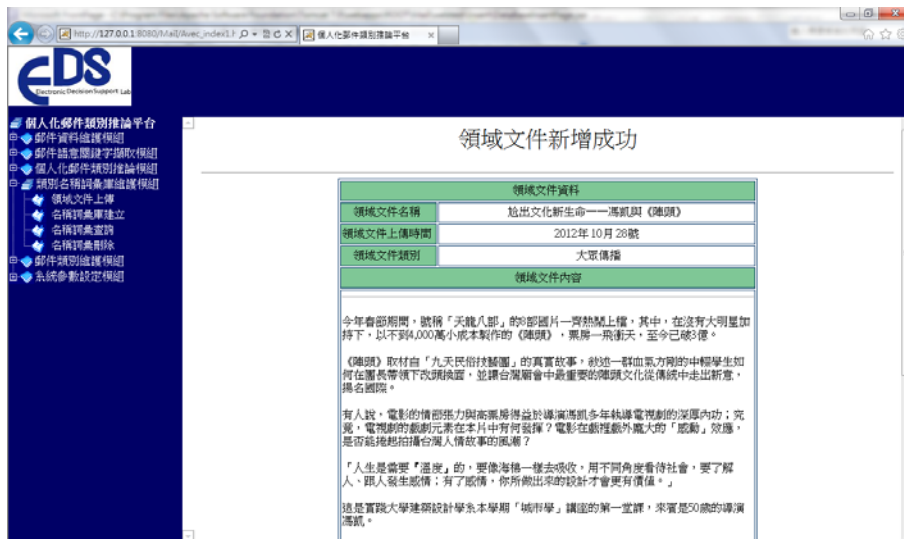 http://127.0.0.1:8080/Mail/Avec_index1.h
個人化郵件類別推論平台
EDS
Electronic Decision Support Lab
個人化郵件類別推論平台
郵件資料維護模組
郵件語意關鍵字擷取模組
個人化郵件類別推論模組
類別名稱詞彙庫維護模組
領域文件上傳
名稱詞彙庫建立
名稱詞彙查詢
名稱詞彙刪除
郵件類別維護模組
系統參數設定模組
領域文件新增成功
領域文件資料
領域文件名稱
尬出文化新生命——馮凱與《陣頭》
領域文件上傳時間
2012年10月28號
領域文件類別
大眾傳播
領域文件內容
今年春節期間,號稱「天龍八部」的8部國片一齊熱鬧上檔,其中,在沒有大明星加
持下,以不到4,000萬小成本製作的《陣頭》,票房一飛衝天,至今已破3億。
《陣頭》取材自「九天民俗技藝團」的真實故事,敘述一群血氣方剛的中輟學生如
何在團長帶領下改頭換面,並讓台灣廟會中最重要的陣頭文化從傳統中走出新意,
揚名國際。
有人說,電影的情節張力與高票房得益於導演馮凱多年執導電視劇的深厚內功;究
竟,電視劇的戲劇元素在本片中有何發揮?電影在戲裡戲外龐大的「感動」效應,
是否能捲起拍攝台灣人情故事的風潮?
「人生是需要『溫度』的,要像海棉一樣去吸收,用不同角度看待社會,要了解
人、跟人發生感情;有了感情,你所做出來的設計才會更有價值。」
這是實踐大學建築設計學系本學期「城市學」講座的第一堂課,來賓是50歲的導演
馮凱。